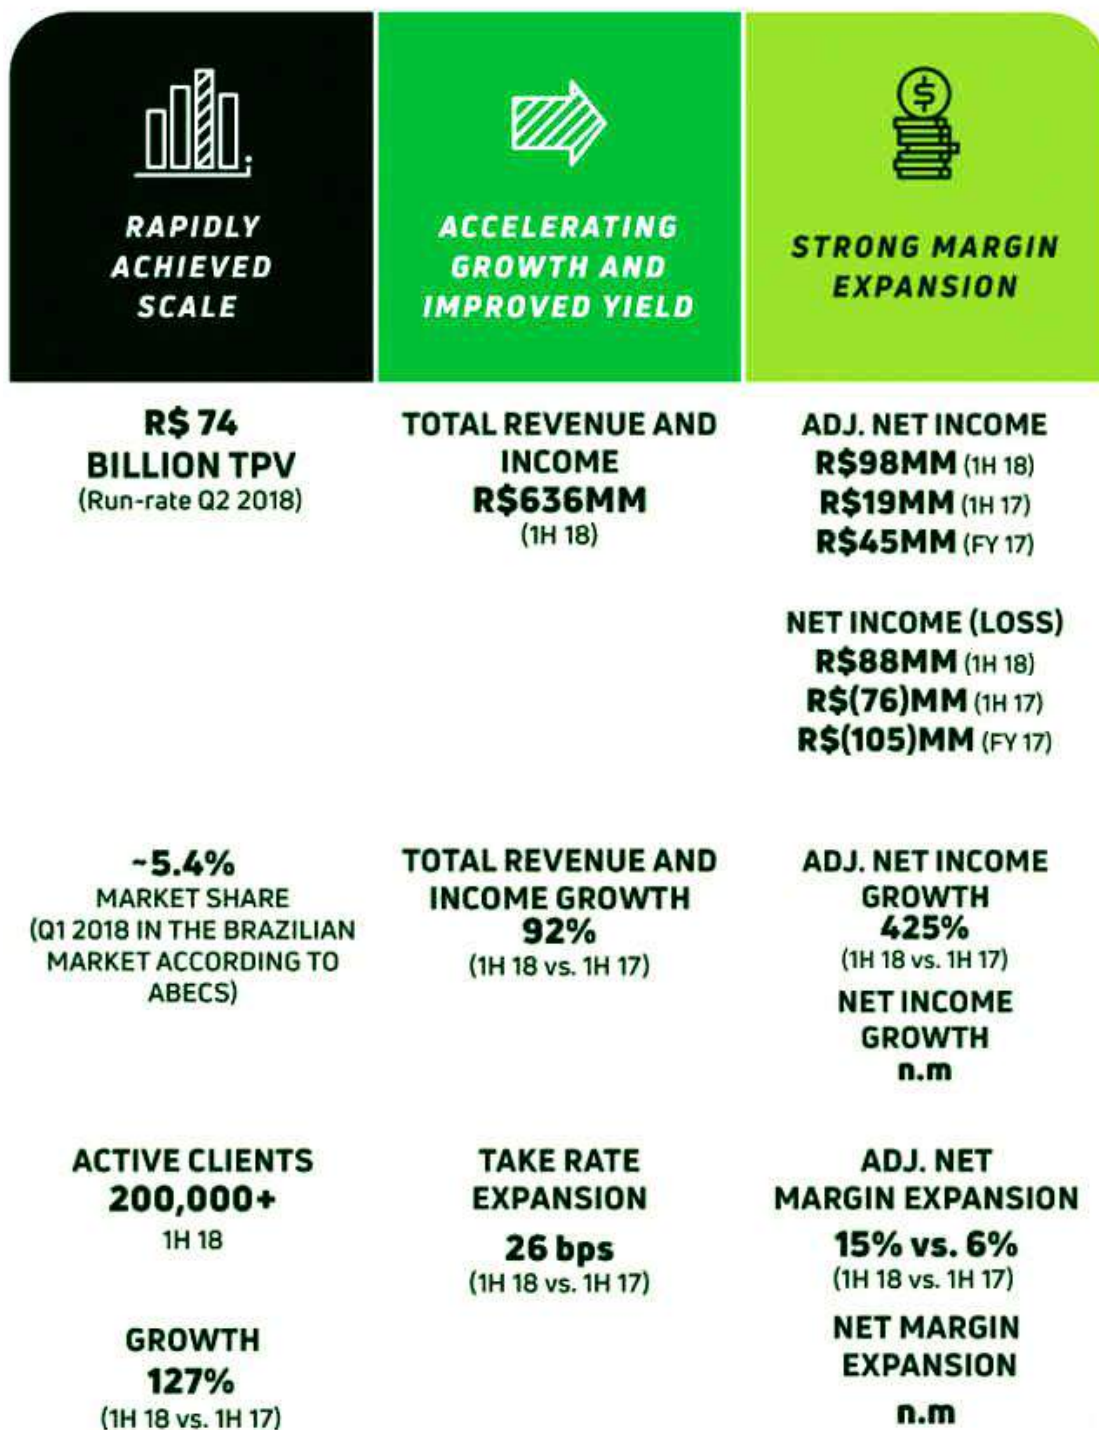 RAPIDLY
ACHIEVED
SCALE
ACCELERATING
GROWTH AND
IMPROVED YIELD
STRONG MARGIN
EXPANSION
R$ 74
BILLION TPV
(Run-rate Q2 2018)
TOTAL REVENUE AND
INCOME
R$636MM
(1H 18)
ADJ. NET INCOME
R$98MM (1H 18)
R$19MM (1H 17)
R$45MM (FY 17)
NET INCOME (LOSS)
R$88MM (1H 18)
R$(76)MM (1H 17)
R$(105)MM (FY 17)
~5.4%
MARKET SHARE
(Q1 2018 IN THE BRAZILIAN
MARKET ACCORDING TO
ABECS)
TOTAL REVENUE AND
INCOME GROWTH
92%
(1H 18 vs. 1H 17)
ADJ. NET INCOME
GROWTH
425%
(1H 18 vs. 1H 17)
NET INCOME
GROWTH
n.m
ACTIVE CLIENTS
200,000+
1H 18
GROWTH
127%
(1H 18 vs. 1H 17)
TAKE RATE
EXPANSION
26 bps
(1H 18 vs. 1H 17)
ADJ. NET
MARGIN EXPANSION
15% vs. 6%
(1H 18 vs. 1H 17)
NET MARGIN
EXPANSION
n.m